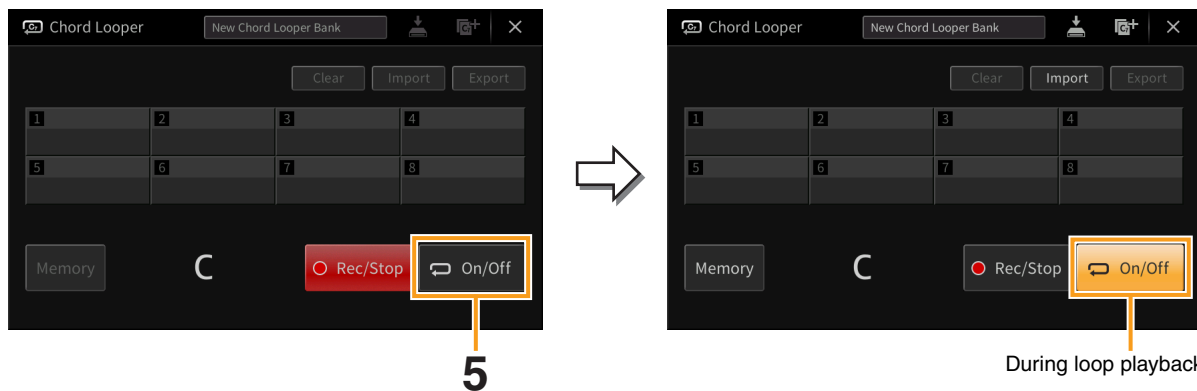 Chord Looper New Chord Looper Bank
Clear Import Export
1 2 3 4
5 6 7 8
Memory C Rec/Stop On/Off
5
Chord Looper New Chord Looper Bank
Clear Import Export
1 2 3 4
5 6 7 8
Memory C Rec/Stop On/Off
During loop playback